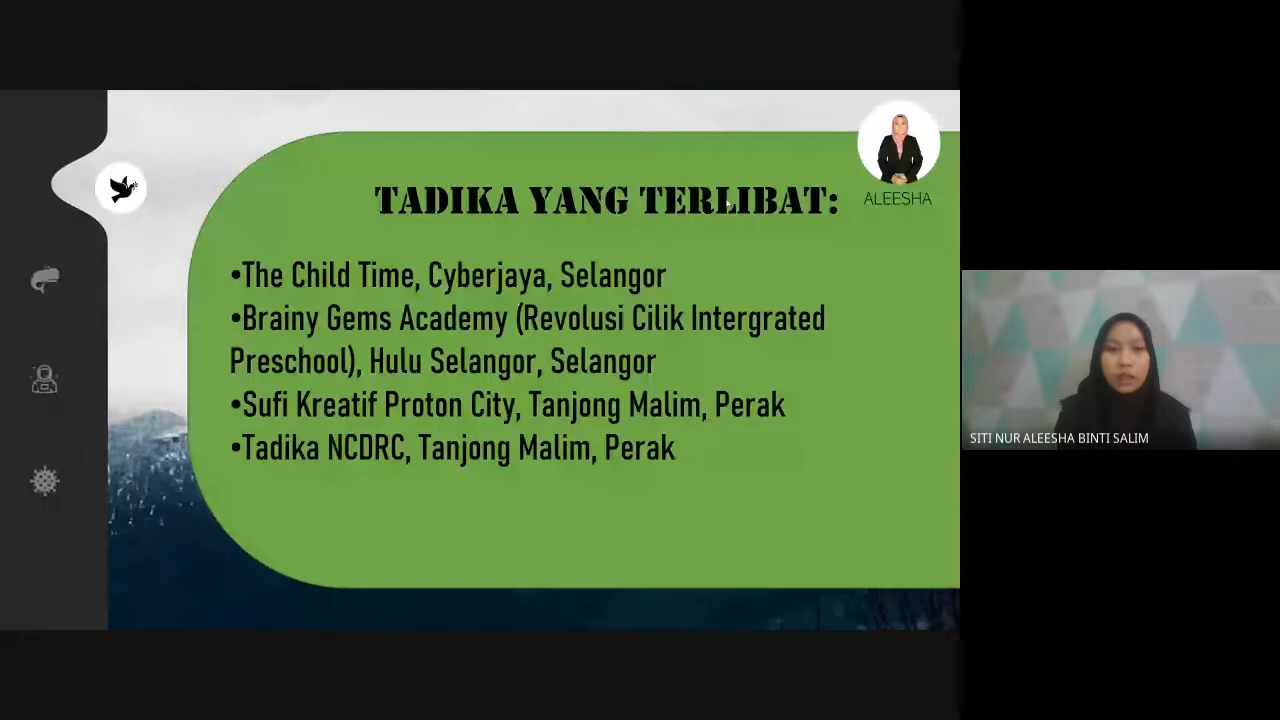 TADIKA YANG TERLIBAT:
ALEESHA
•The Child Time, Cyberjaya, Selangor
•Brainy Gems Academy (Revolusi Cilik Intergrated
Preschool), Hulu Selangor, Selangor
•Sufi Kreatif Proton City, Tanjong Malim, Perak
•Tadika NCDRC, Tanjong Malim, Perak
SITI NUR ALEESHA BINTI SALIM